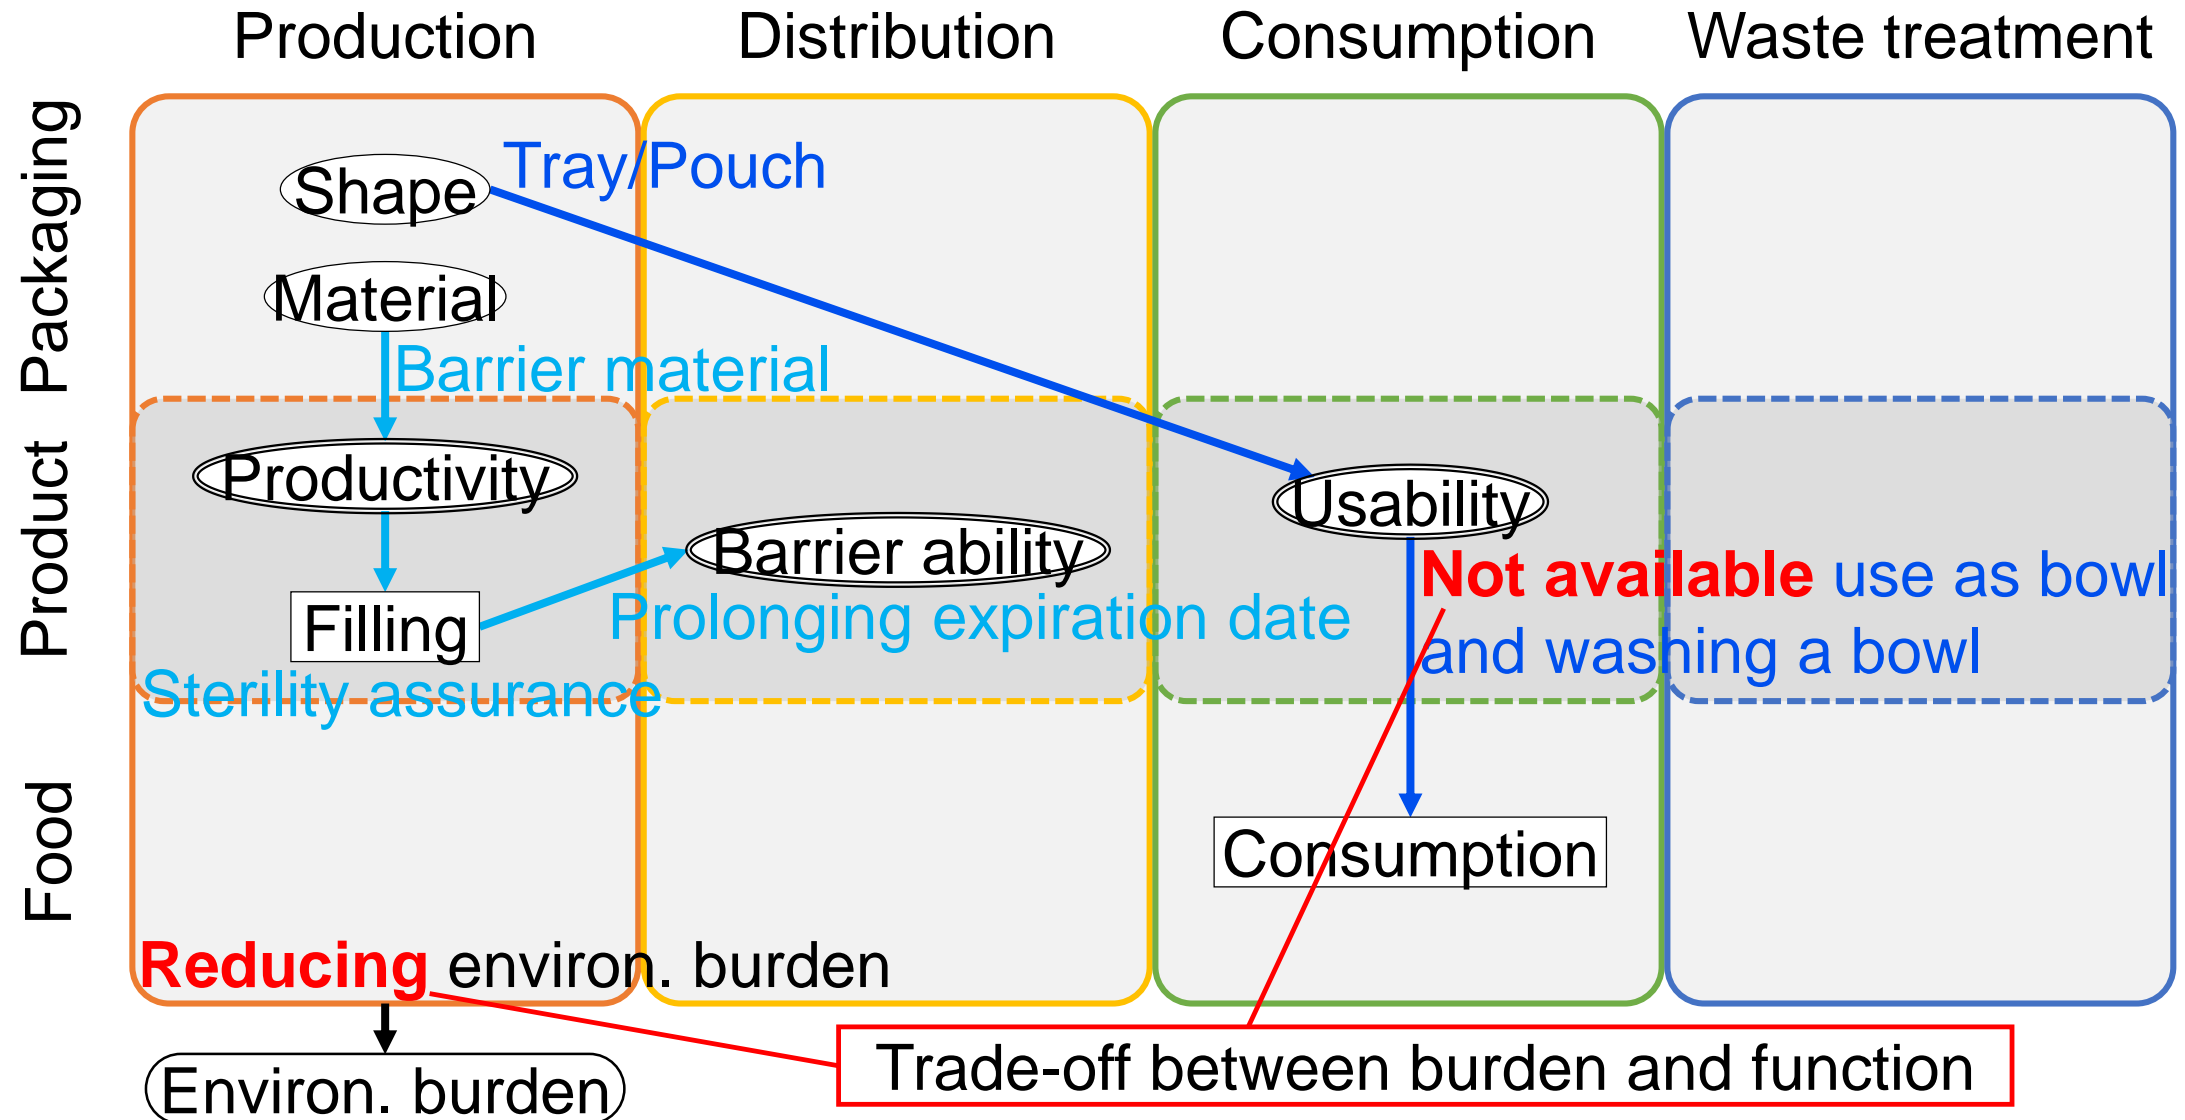 Production
Distribution
Consumption
Waste treatment
Packaging
Product
Food
Shape
Tray/Pouch
Material
Barrier material
Productivity
Usability
Barrier ability
Not available use as bowl
and washing a bowl
Filling
Prolonging expiration date
Sterility assurance
Consumption
Reducing environ. burden
Trade-off between burden and function
Environ. burden